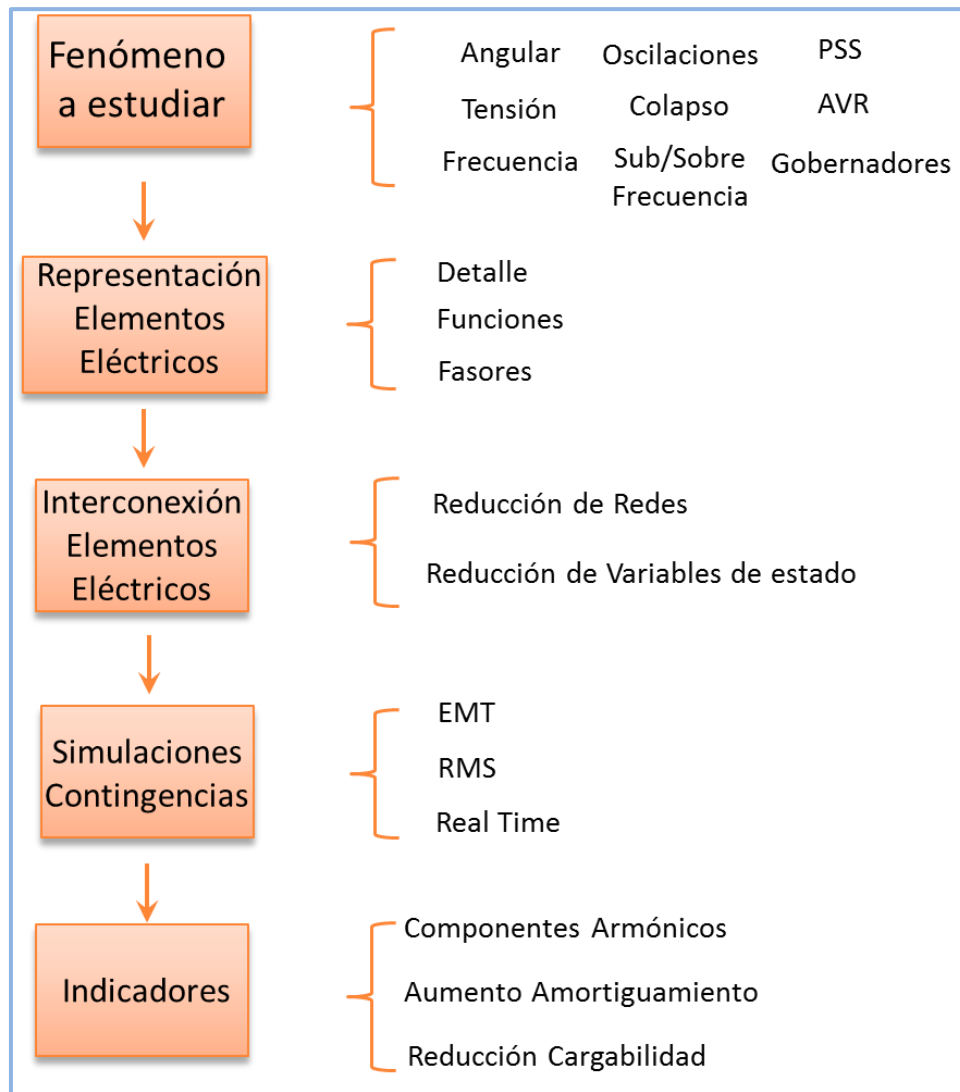 Fenómeno
a estudiar
Angular Oscilaciones PSS
Tensión Colapso AVR
Frecuencia Sub/Sobre Gobernadores
Frecuencia
Representación
Elementos
Eléctricos
Detalle
Funciones
Fasores
Interconexión
Elementos
Eléctricos
Reducción de Redes
Reducción de Variables de estado
Simulaciones
Contingencias
EMT
RMS
Real Time
Indicadores
Componentes Armónicos
Aumento Amortiguamiento
Reducción Cargabilidad